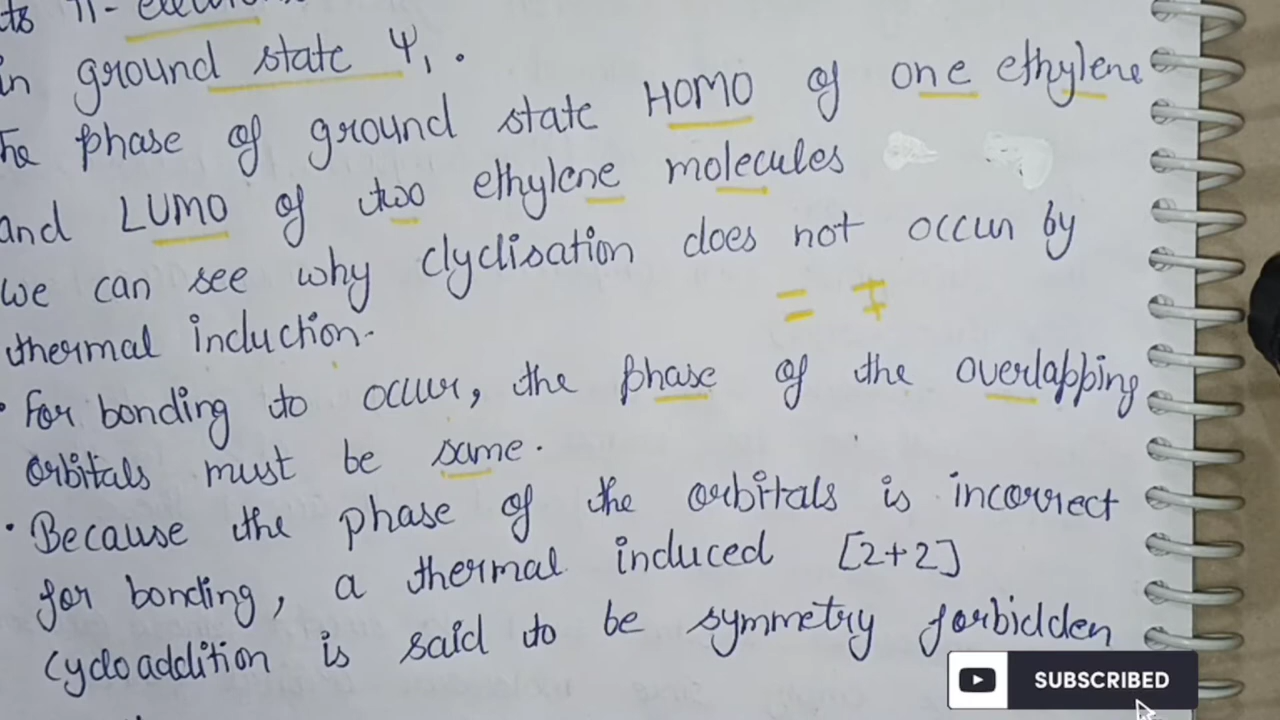 in ground state Ψ₁.
phase of ground state HOMO of one ethylene
and LUMO of two ethylene molecules
we can see why clyclisation does not occur by
thermal induction.
= ∓
• For bonding to occur, the phase of the overlapping
orbitals must be same.
• Because the phase of the orbitals is incorrect
for bonding, a thermal induced [2+2]
cycloaddition is said to be symmetry forbidden
SUBSCRIBED